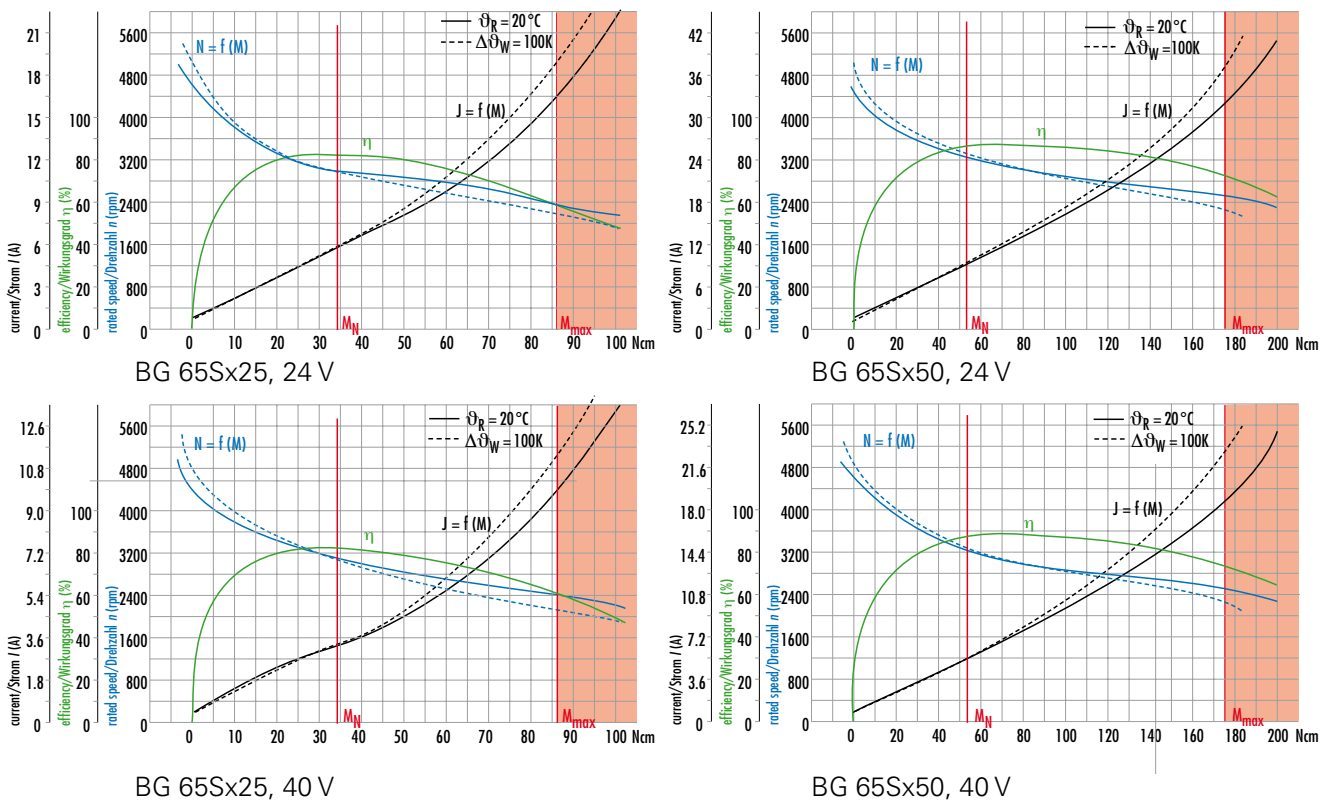 current/Strom I (A)
21
18
15
12
9
6
3
0
efficiency/Wirkungsgrad η (%)
100
80
60
40
20
0
rated speed/Drehzahl n (rpm)
5600
4800
4000
3200
2400
1600
800
0
N = f (M)
ϑR = 20°C
ΔϑW = 100K
J = f (M)
η
MN
Mmax
0 10 20 30 40 50 60 70 80 90 100 Ncm
BG 65Sx25, 24 V
current/Strom I (A)
42
36
30
24
18
12
6
0
efficiency/Wirkungsgrad η (%)
100
80
60
40
20
0
rated speed/Drehzahl n (rpm)
5600
4800
4000
3200
2400
1600
800
0
N = f (M)
ϑR = 20°C
ΔϑW = 100K
J = f (M)
η
MN
Mmax
0 20 40 60 80 100 120 140 160 180 200 Ncm
BG 65Sx50, 24 V
current/Strom I (A)
12.6
10.8
9.0
7.2
5.4
3.6
1.8
0
efficiency/Wirkungsgrad η (%)
100
80
60
40
20
0
rated speed/Drehzahl n (rpm)
5600
4800
4000
3200
2400
1600
800
0
N = f (M)
ϑR = 20°C
ΔϑW = 100K
J = f (M)
η
MN
Mmax
0 10 20 30 40 50 60 70 80 90 100 Ncm
BG 65Sx25, 40 V
current/Strom I (A)
25.2
21.6
18.0
14.4
10.8
7.2
3.6
0
efficiency/Wirkungsgrad η (%)
100
80
60
40
20
0
rated speed/Drehzahl n (rpm)
5600
4800
4000
3200
2400
1600
800
0
N = f (M)
ϑR = 20°C
ΔϑW = 100K
J = f (M)
η
MN
Mmax
0 20 40 60 80 100 120 140 160 180 200 Ncm
BG 65Sx50, 40 V